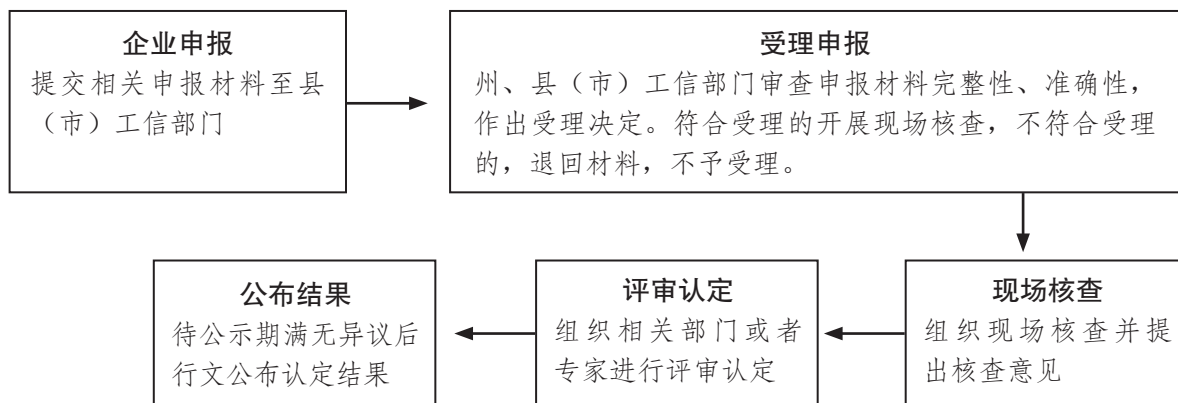 企业申报
提交相关申报材料至县
（市）工信部门
受理申报
州、县（市）工信部门审查申报材料完整性、准确性，
作出受理决定。符合受理的开展现场核查，不符合受理
的，退回材料，不予受理。
现场核查
组织现场核查并提
出核查意见
评审认定
组织相关部门或者
专家进行评审认定
公布结果
待公示期满无异议后
行文公布认定结果